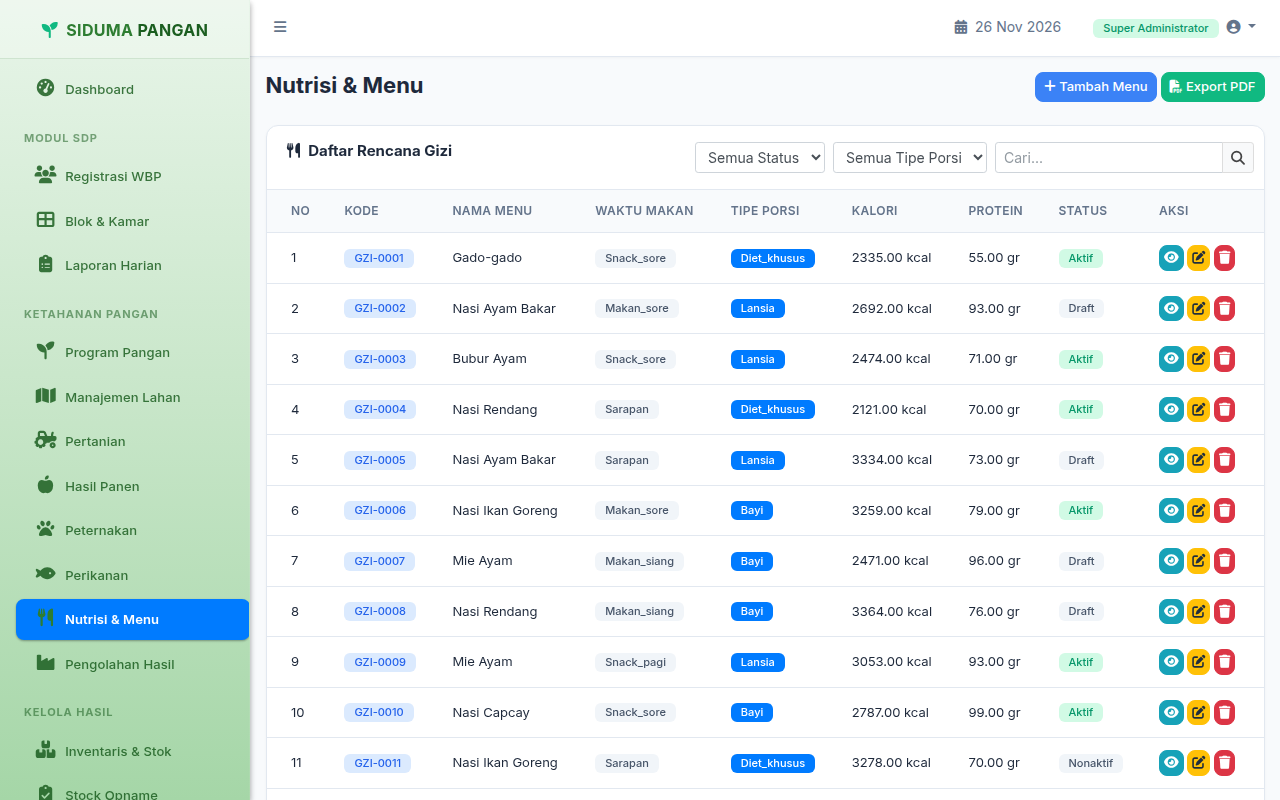 SIDUMA PANGAN
26 Nov 2026
Super Administrator
Dashboard
MODUL SDP
Registrasi WBP
Blok & Kamar
Laporan Harian
KETAHANAN PANGAN
Program Pangan
Manajemen Lahan
Pertanian
Hasil Panen
Peternakan
Perikanan
Nutrisi & Menu
Pengolahan Hasil
KELOLA HASIL
Inventaris & Stok
Stock Opname
Nutrisi & Menu
Tambah Menu
Export PDF
Daftar Rencana Gizi
Semua Status
Semua Tipe Porsi
Cari...
NO KODE NAMA MENU WAKTU MAKAN TIPE PORSI KALORI PROTEIN STATUS AKSI
1 GZI-0001 Gado-gado Snack_sore Diet_khusus 2335.00 kcal 55.00 gr Aktif
2 GZI-0002 Nasi Ayam Bakar Makan_sore Lansia 2692.00 kcal 93.00 gr Draft
3 GZI-0003 Bubur Ayam Snack_sore Lansia 2474.00 kcal 71.00 gr Aktif
4 GZI-0004 Nasi Rendang Sarapan Diet_khusus 2121.00 kcal 70.00 gr Aktif
5 GZI-0005 Nasi Ayam Bakar Sarapan Lansia 3334.00 kcal 73.00 gr Draft
6 GZI-0006 Nasi Ikan Goreng Makan_sore Bayi 3259.00 kcal 79.00 gr Aktif
7 GZI-0007 Mie Ayam Makan_siang Bayi 2471.00 kcal 96.00 gr Draft
8 GZI-0008 Nasi Rendang Makan_siang Bayi 3364.00 kcal 76.00 gr Draft
9 GZI-0009 Mie Ayam Snack_pagi Lansia 3053.00 kcal 93.00 gr Aktif
10 GZI-0010 Nasi Capcay Snack_sore Bayi 2787.00 kcal 99.00 gr Aktif
11 GZI-0011 Nasi Ikan Goreng Sarapan Diet_khusus 3278.00 kcal 70.00 gr Nonaktif